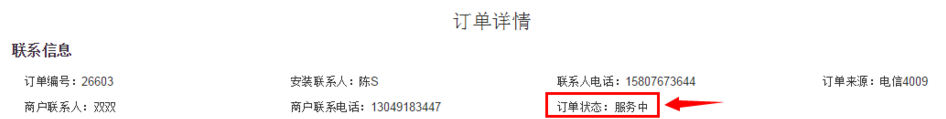 订单详情
联系信息
订单编号：26603 安装联系人：陈S 联系人电话：15807673644 订单来源：电信4009
商户联系人：双双 商户联系电话：13049183447 订单状态：服务中